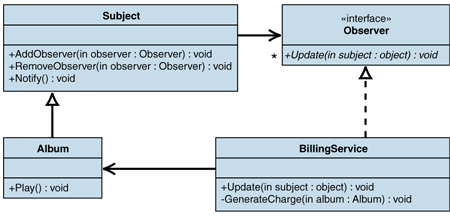 Subject
+AddObserver(in observer : Observer) : void
+RemoveObserver(in observer : Observer) : void
+Notify() : void
«interface»
Observer
+Update(in subject : object) : void
*
Album
+Play() : void
BillingService
+Update(in subject : object) : void
-GenerateCharge(in album : Album) : void